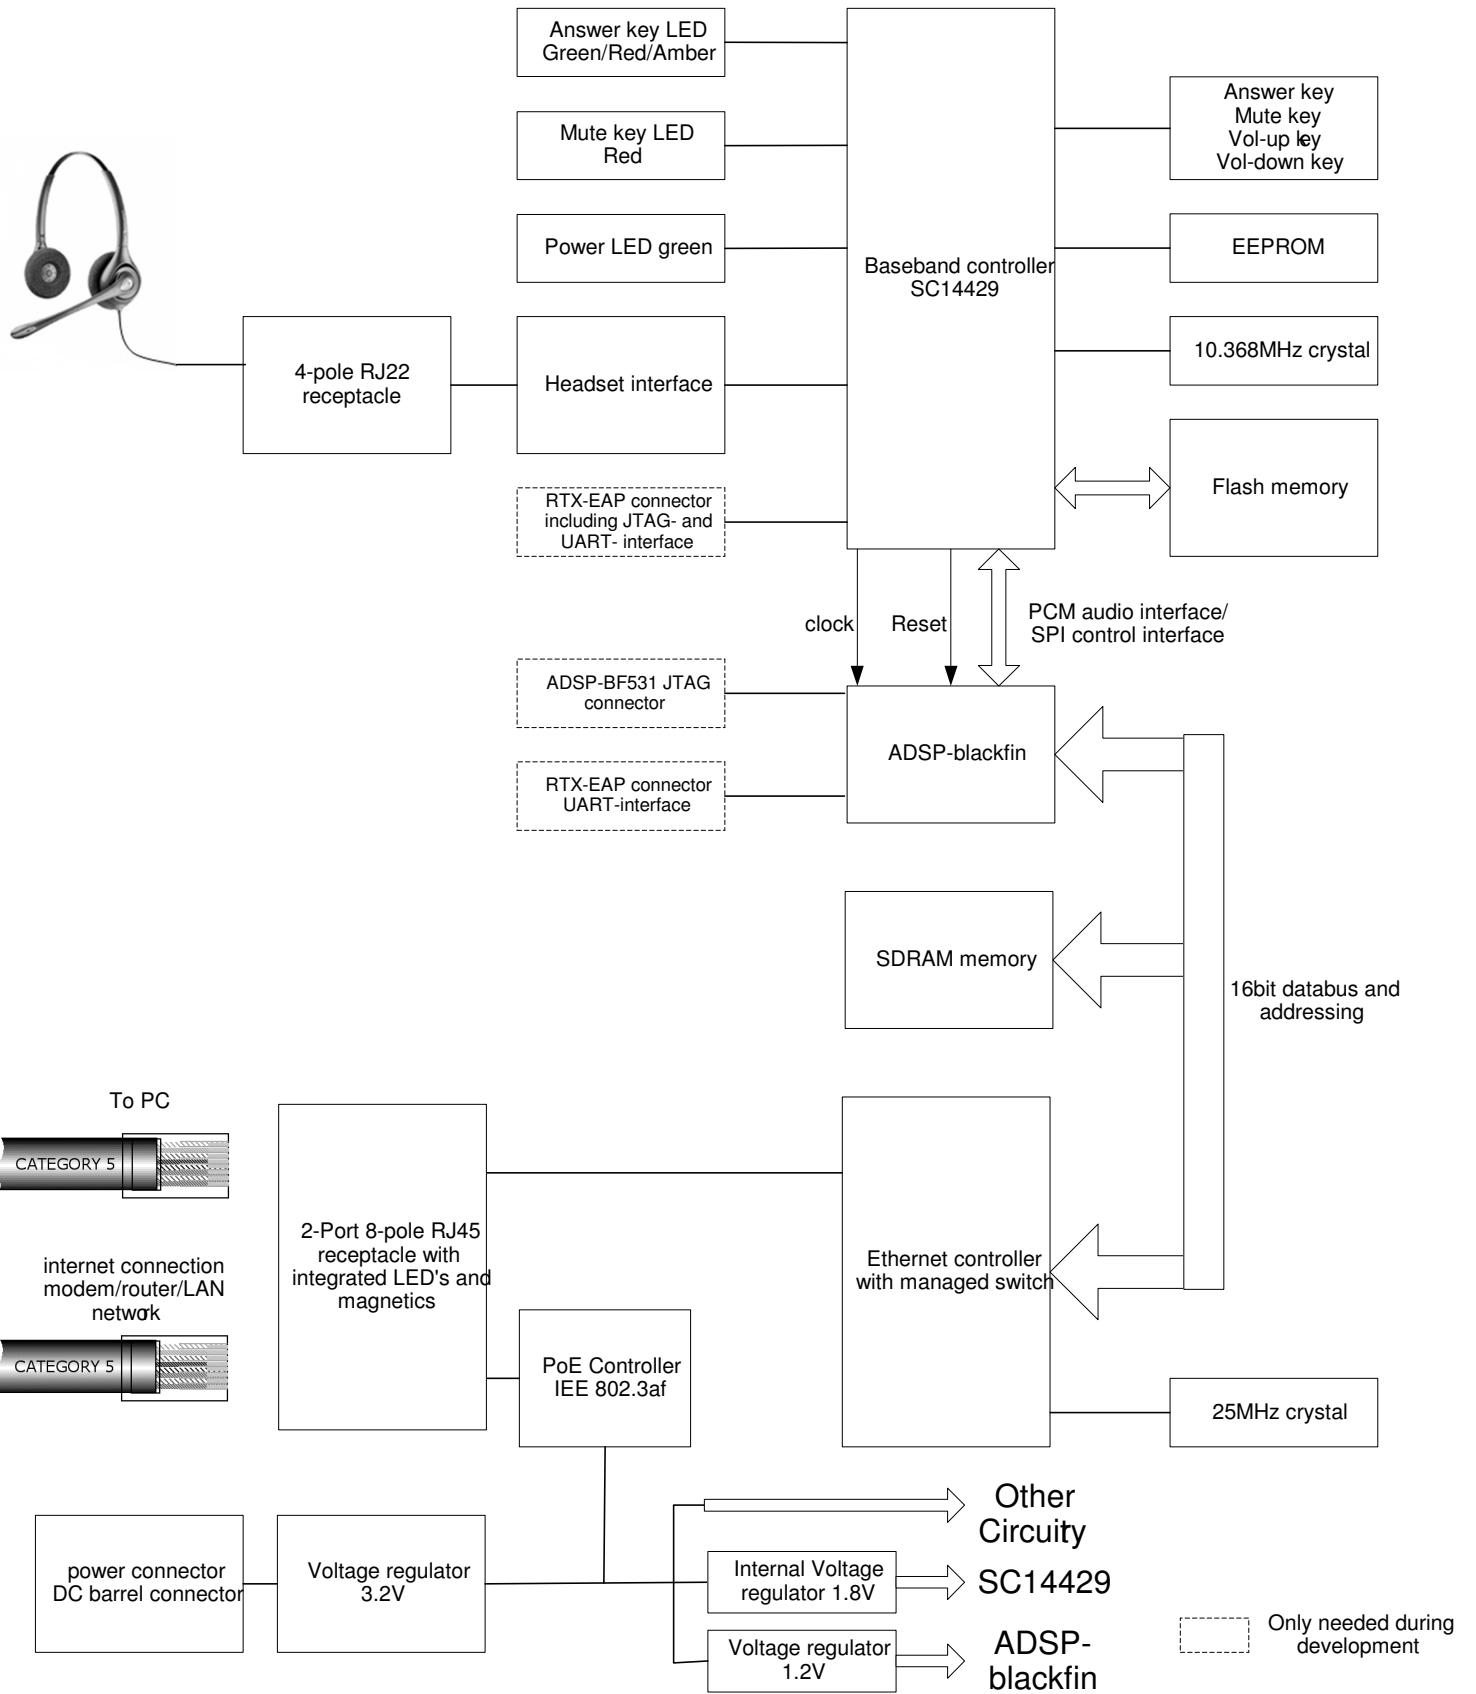 Answer key LED
Green/Red/Amber
Mute key LED
Red
Power LED green
Baseband controller
SC14429
Answer key
Mute key
Vol-up key
Vol-down key
EEPROM
10.368MHz crystal
Flash memory
4-pole RJ22
receptacle
Headset interface
RTX-EAP connector
including JTAG- and
UART- interface
clock
Reset
PCM audio interface/
SPI control interface
ADSP-BF531 JTAG
connector
RTX-EAP connector
UART-interface
ADSP-blackfin
SDRAM memory
16bit databus and
addressing
To PC
CATEGORY 5
internet connection
modem/router/LAN
network
CATEGORY 5
2-Port 8-pole RJ45
receptacle with
integrated LED's and
magnetics
Ethernet controller
with managed switch
PoE Controller
IEE 802.3af
25MHz crystal
power connector
DC barrel connector
Voltage regulator
3.2V
Other
Circuity
Internal Voltage
regulator 1.8V
SC14429
Voltage regulator
1.2V
ADSP-
blackfin
Only needed during
development